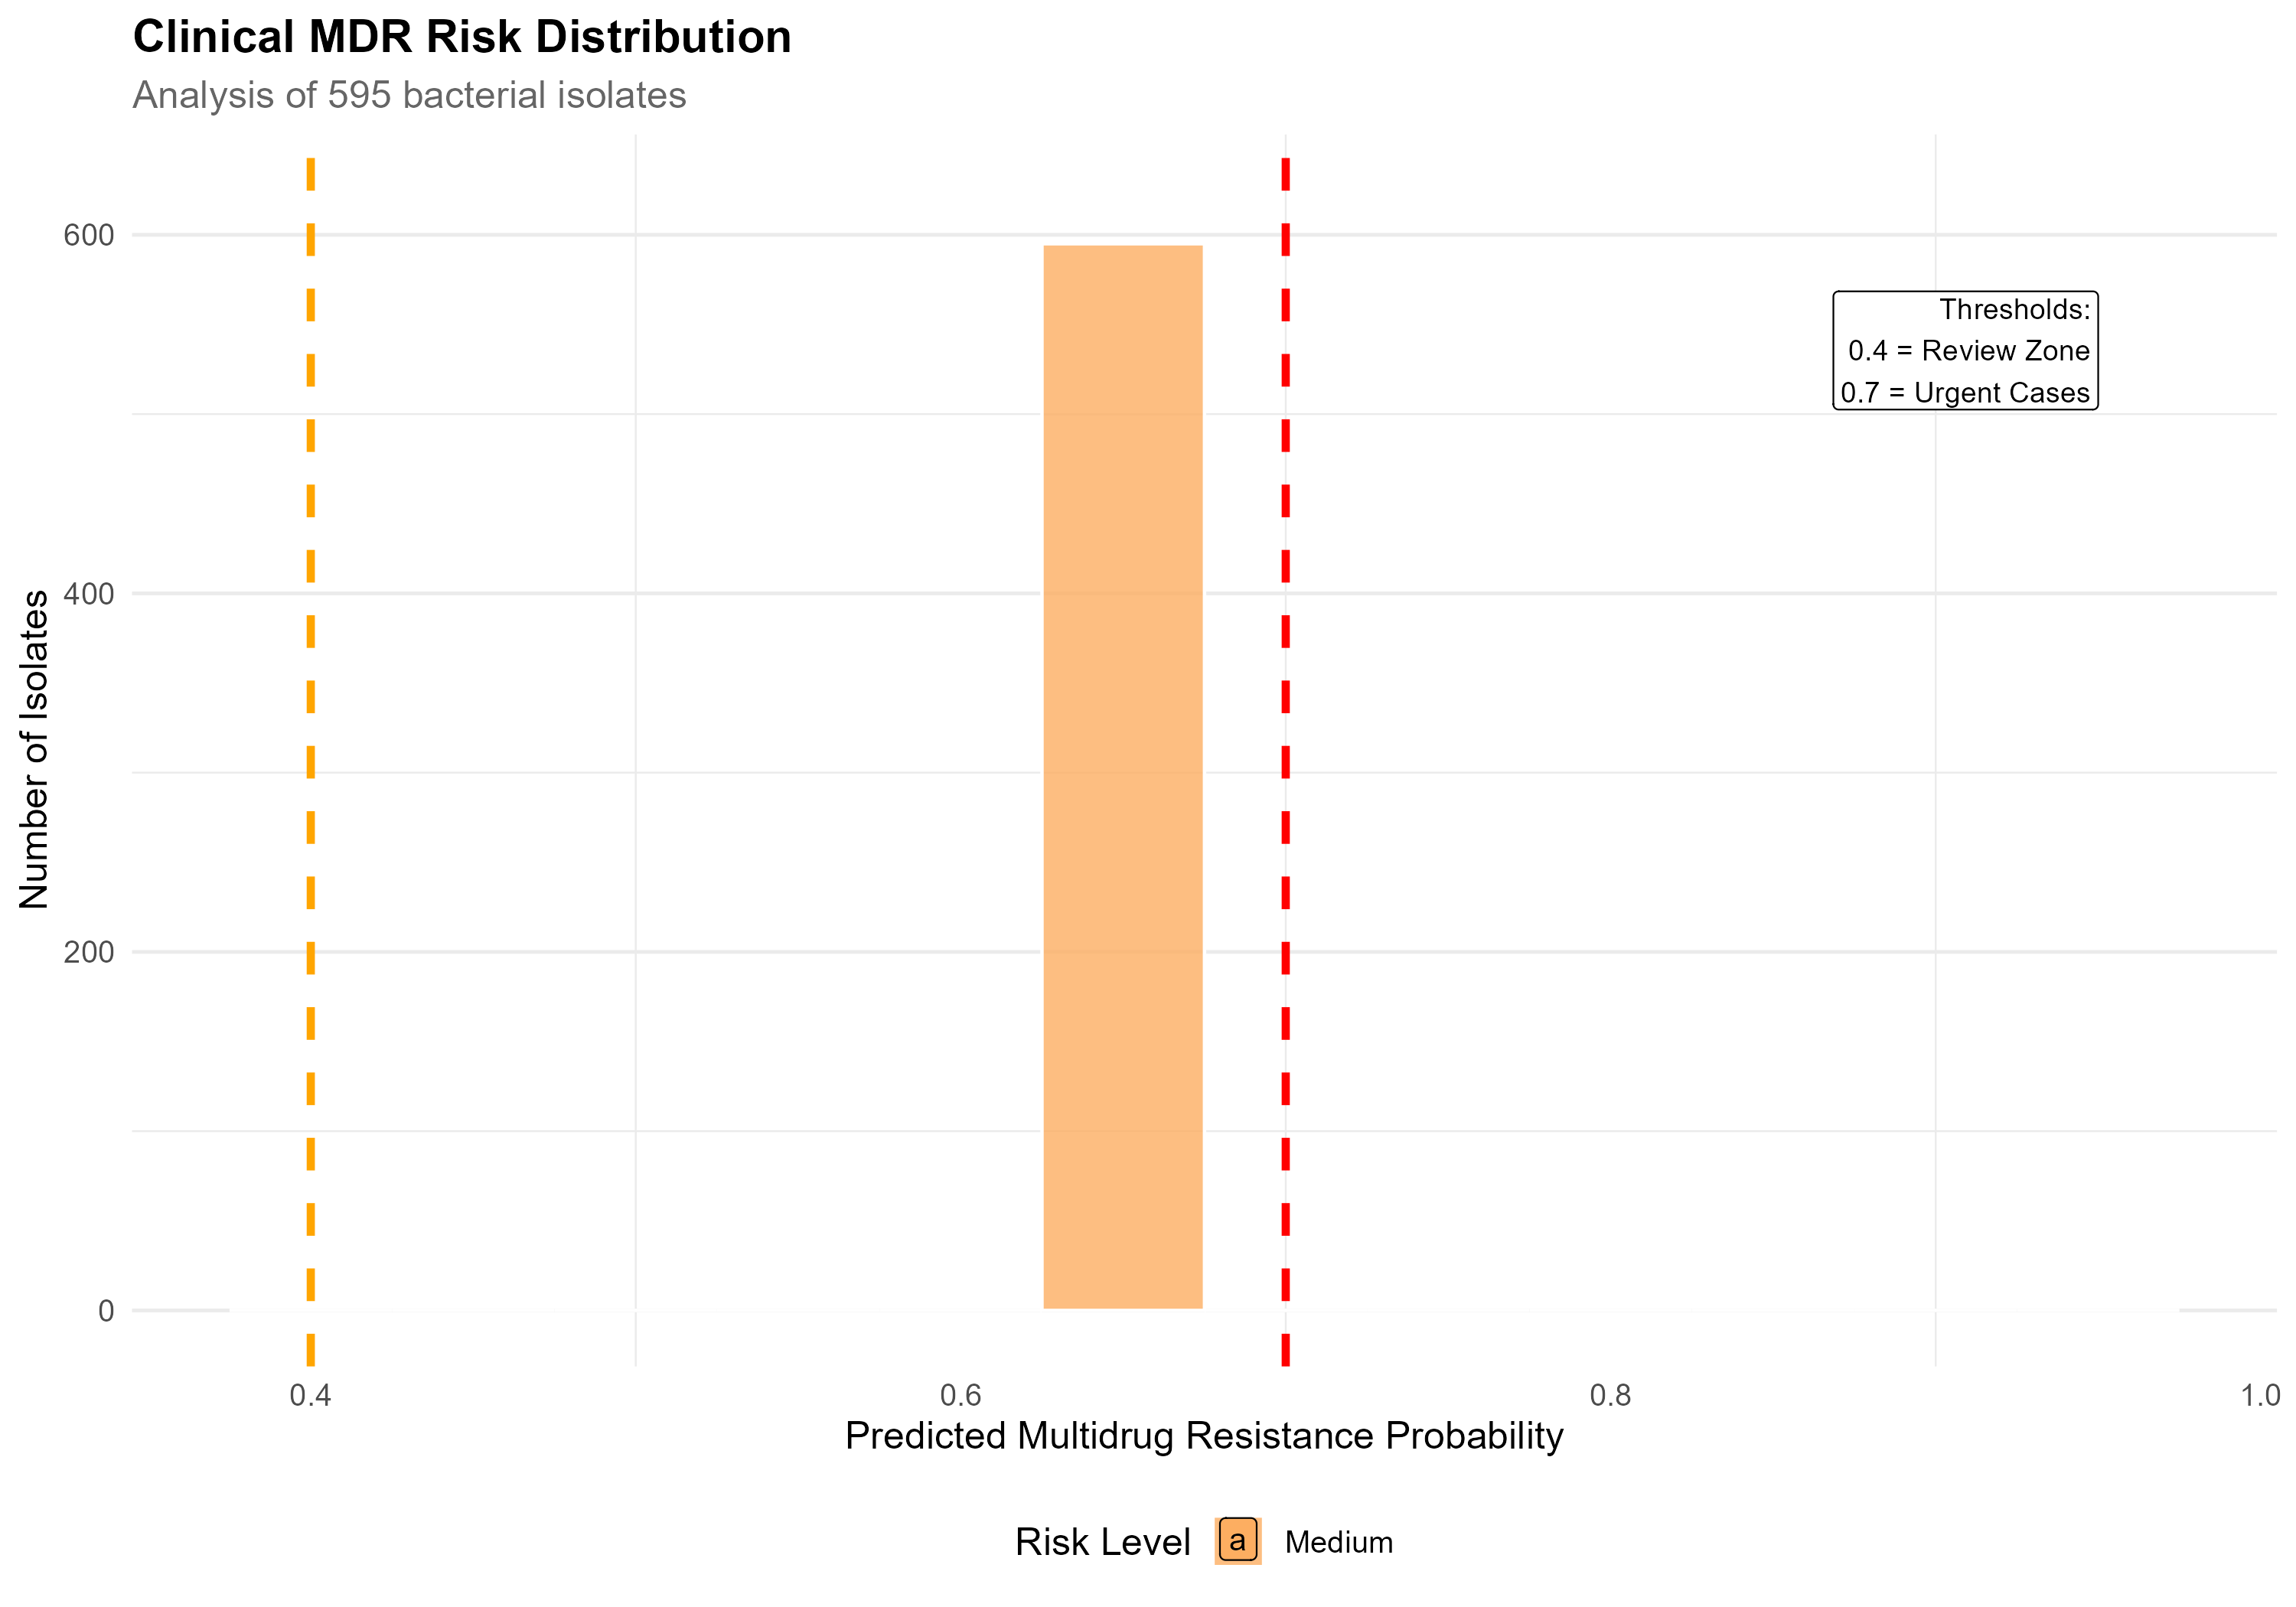 Clinical MDR Risk Distribution
Analysis of 595 bacterial isolates
Number of Isolates
600
400
200
0
Thresholds:
0.4 = Review Zone
0.7 = Urgent Cases
0.4 0.6 0.8 1.0
Predicted Multidrug Resistance Probability
Risk Level a Medium